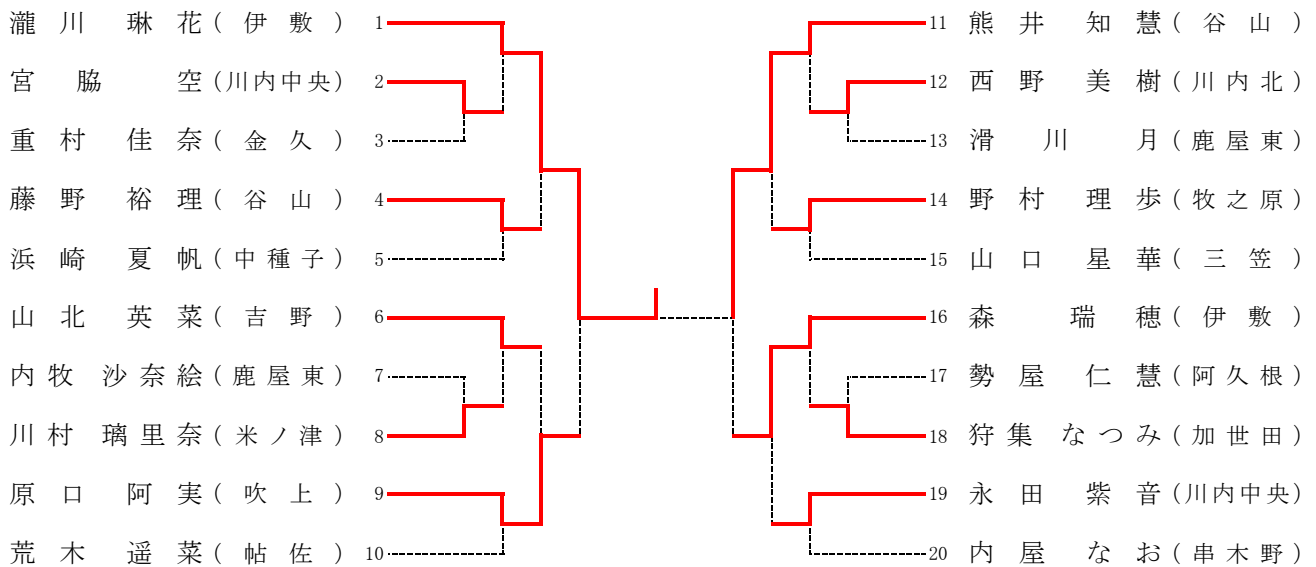 瀧川 琳花(伊敷) 1
宮脇 空(川内中央) 2
重村 佳奈(金久) 3
藤野 裕理(谷山) 4
浜崎 夏帆(中種子) 5
山北 英菜(吉野) 6
内牧 沙奈絵(鹿屋東) 7
川村 璃里奈(米ノ津) 8
原口 阿実(吹上) 9
荒木 遥菜(帖佐) 10
11 熊井 知慧(谷山)
12 西野 美樹(川内北)
13 滑川 月(鹿屋東)
14 野村 理歩(牧之原)
15 山口 星華(三笠)
16 森 瑞穂(伊敷)
17 勢屋 仁慧(阿久根)
18 狩集 なつみ(加世田)
19 永田 紫音(川内中央)
20 内屋 なお(串木野)